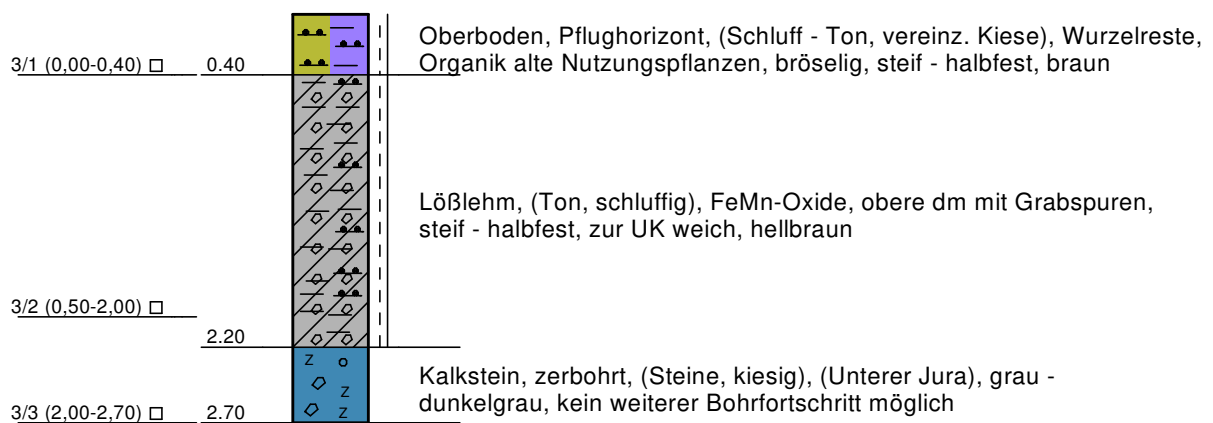 Oberboden, Pflughorizont, (Schluff - Ton, vereinz. Kiese), Wurzelreste,
3/1 (0,00-0,40) 0.40 Organik alte Nutzungspflanzen, bröselig, steif - halbfest, braun
Lößlehm, (Ton, schluffig), FeMn-Oxide, obere dm mit Grabspuren,
steif - halbfest, zur UK weich, hellbraun
3/2 (0,50-2,00)
2.20
Z
Kalkstein, zerbohrt, (Steine, kiesig), (Unterer Jura), grau -
Z
3/3 (2,00-2,70) 2.70 Z dunkelgrau, kein weiterer Bohrfortschritt möglich